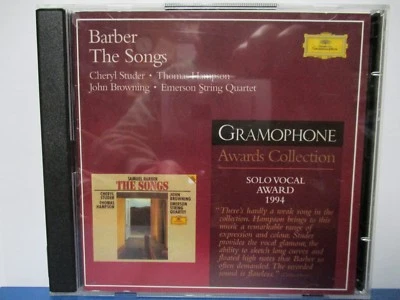 Barber
The Songs
Cheryl Studer • Thomas Hampson
John Browning • Emerson String Quartet
GRAMOPHONE
Awards Collection
SOLO VOCAL
AWARD
1994
"There's hardly a weak song in the
collection. Hampson brings to this
music a remarkable range of
expression and colour. Studer
provides the vocal glamour, the
ability to sketch long curves and
floated high notes that Barber so
often demanded. The recorded
sound is flawless."
SAMUEL BARBER
THE SONGS
CHERYL
STUDER
THOMAS
HAMPSON
JOHN
BROWNING
EMERSON
STRING
QUARTET